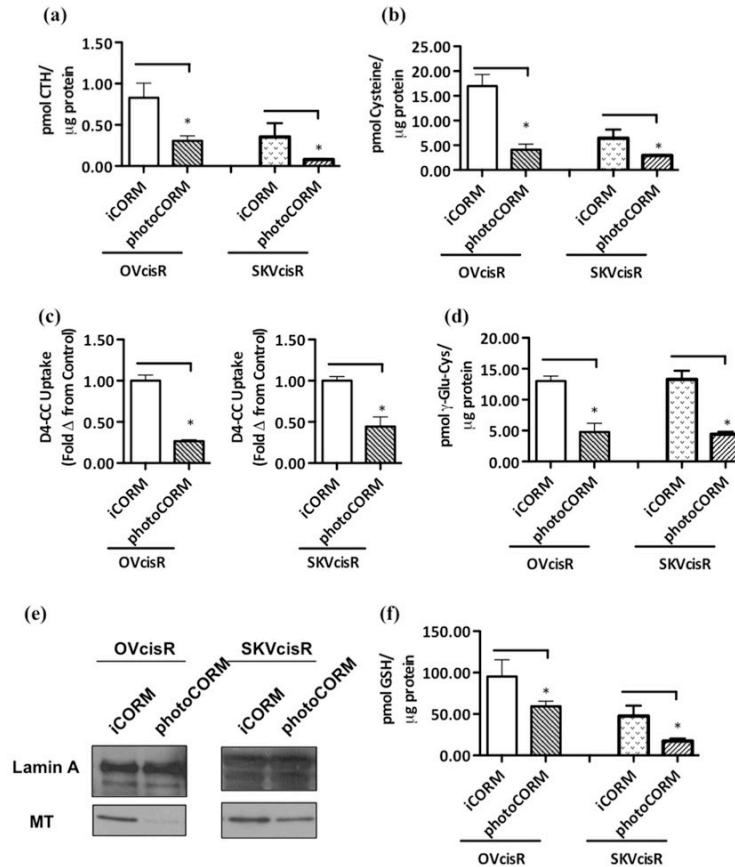 (a)
pmol CTH/
µg protein
1.50
1.00
0.50
0.00
*
*
iCORM
photoCORM
iCORM
photoCORM
OVcisR
SKVcisR
(b)
pmol Cysteine/
µg protein
25.00
20.00
15.00
10.00
5.00
0.00
*
*
iCORM
photoCORM
iCORM
photoCORM
OVcisR
SKVcisR
(c)
D4-CC Uptake
(Fold Δ from Control)
1.50
1.00
0.50
0.00
*
iCORM
photoCORM
OVcisR
D4-CC Uptake
(Fold Δ from Control)
1.50
1.00
0.50
0.00
*
iCORM
photoCORM
SKVcisR
(d)
pmol γ-Glu-Cys/
µg protein
20.00
15.00
10.00
5.00
0.00
*
*
iCORM
photoCORM
iCORM
photoCORM
OVcisR
SKVcisR
(e)
OVcisR
SKVcisR
iCORM
photoCORM
iCORM
photoCORM
Lamin A
MT
(f)
pmol GSH/
µg protein
150.00
100.00
50.00
0.00
*
*
iCORM
photoCORM
iCORM
photoCORM
OVcisR
SKVcisR